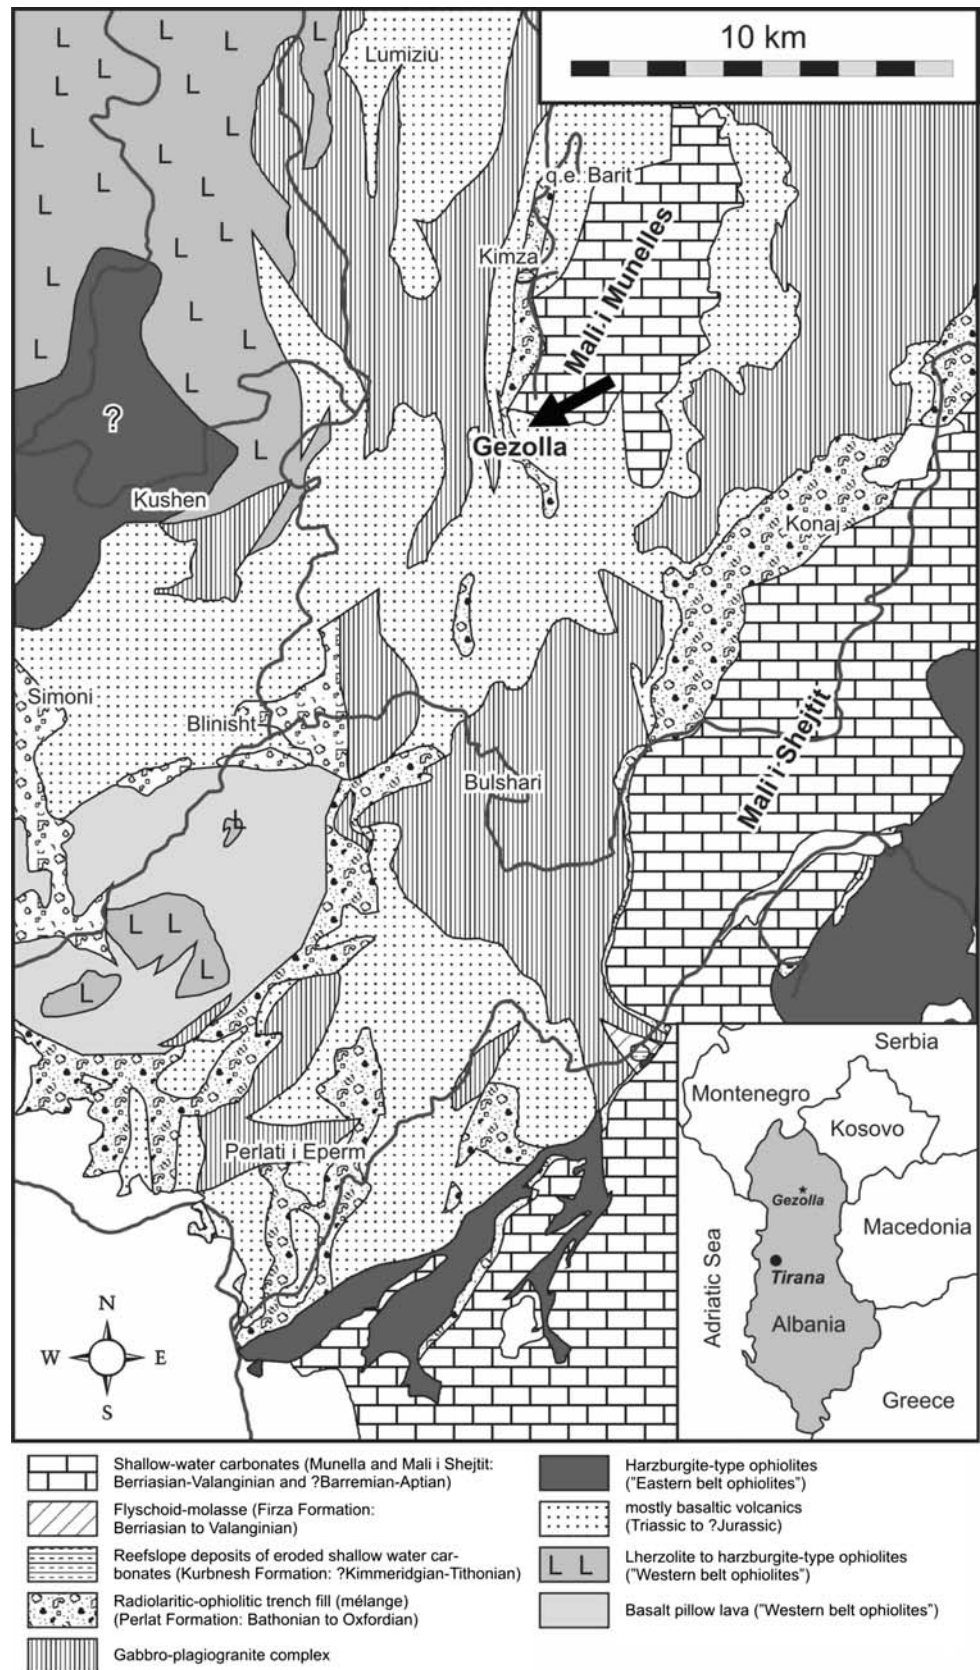 10 km
Lumiziu
L L L L
L L
L L
L
L L
L L
L L
L L
L
q.e. Barit
Kimza
Mali i Munelles
?
Gezolla
Kushen
Konaj
Simoni
Blinisht
Bulshari
Mali i Shejtit
L
L L
L
L
Perlati i Eperm
N
W E
S
Serbia
Montenegro
Kosovo
Gezolla
Macedonia
Adriatic Sea
Tirana
Albania
Greece
Shallow-water carbonates (Munella and Mali i Shejtit:
Berriasian-Valanginian and ?Barremian-Aptian)
Flyschoid-molasse (Firza Formation:
Berriasian to Valanginian)
Reefslope deposits of eroded shallow water car-
bonates (Kurbnesh Formation: ?Kimmeridgian-Tithonian)
Radiolaritic-ophiolitic trench fill (mélange)
(Perlat Formation: Bathonian to Oxfordian)
Gabbro-plagiogranite complex
Harzburgite-type ophiolites
("Eastern belt ophiolites")
mostly basaltic volcanics
(Triassic to ?Jurassic)
L L
Lherzolite to harzburgite-type ophiolites
("Western belt ophiolites")
Basalt pillow lava ("Western belt ophiolites")